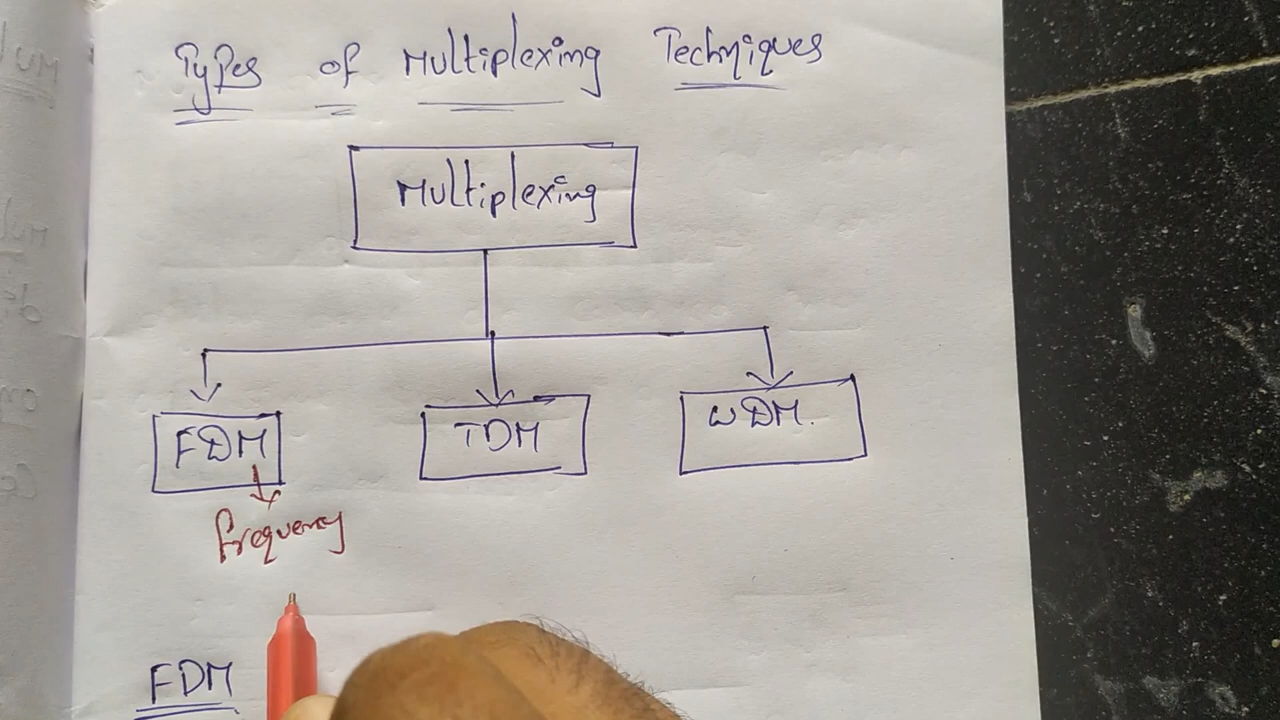 Types of Multiplexing Techniques
Multiplexing
FDM TDM WDM.
frequency
FDM